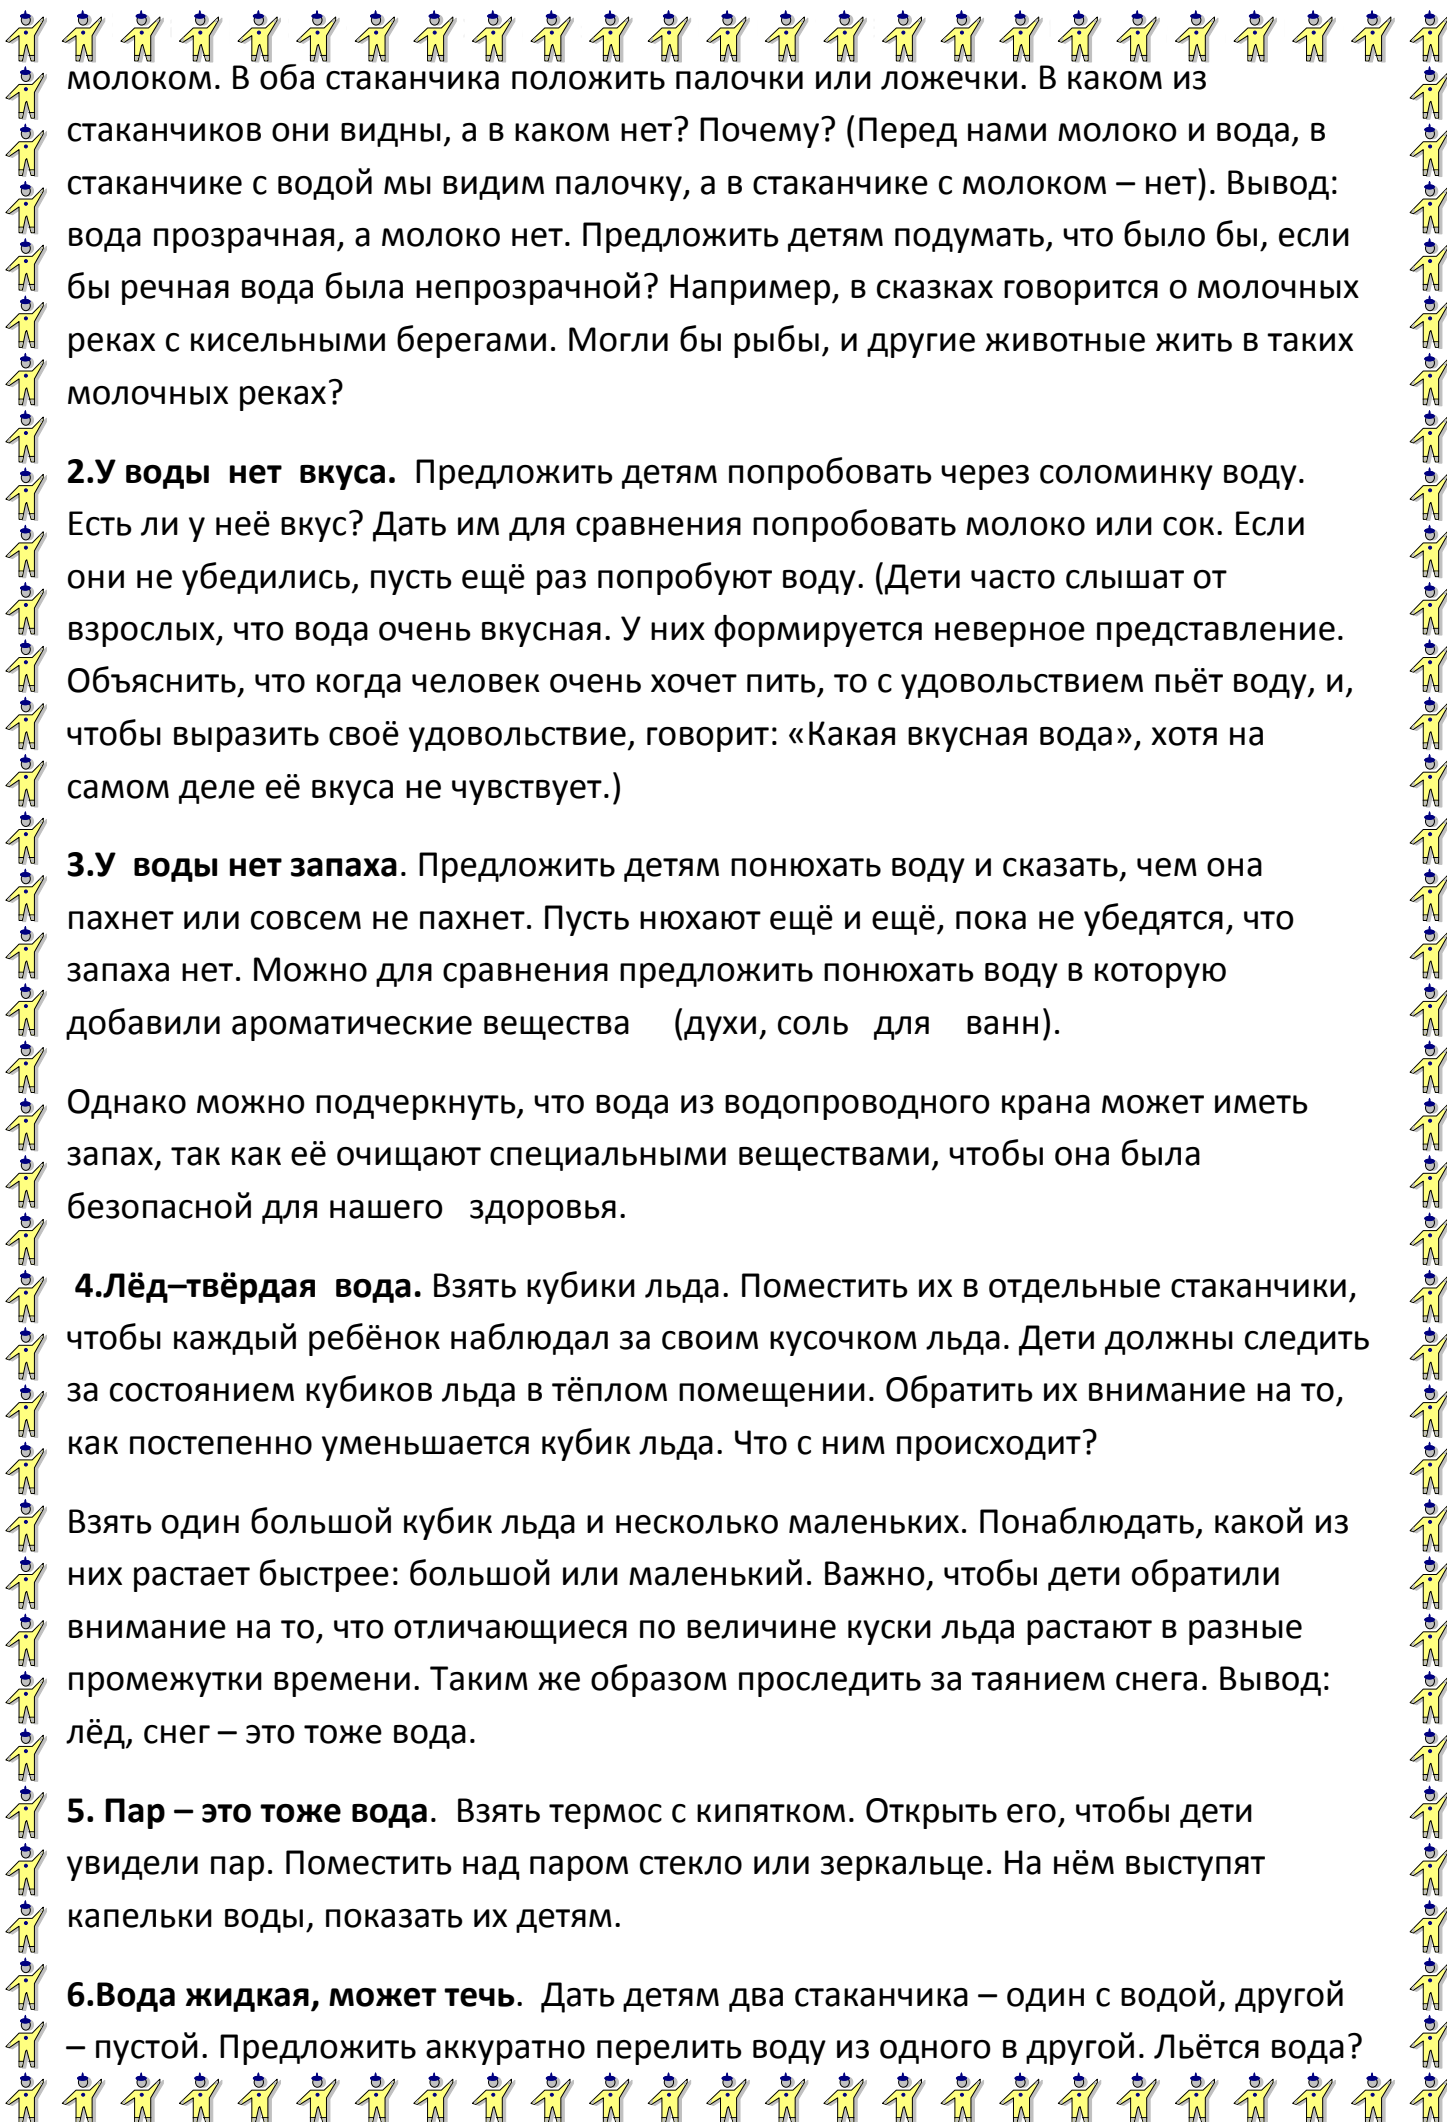 молоком. В оба стаканчика положить палочки или ложечки. В каком из
стаканчиков они видны, а в каком нет? Почему? (Перед нами молоко и вода, в
стаканчике с водой мы видим палочку, а в стаканчике с молоком – нет). Вывод:
вода прозрачная, а молоко нет. Предложить детям подумать, что было бы, если
бы речная вода была непрозрачной? Например, в сказках говорится о молочных
реках с кисельными берегами. Могли бы рыбы, и другие животные жить в таких
молочных реках?
2.У воды нет вкуса. Предложить детям попробовать через соломинку воду.
Есть ли у неё вкус? Дать им для сравнения попробовать молоко или сок. Если
они не убедились, пусть ещё раз попробуют воду. (Дети часто слышат от
взрослых, что вода очень вкусная. У них формируется неверное представление.
Объяснить, что когда человек очень хочет пить, то с удовольствием пьёт воду, и,
чтобы выразить своё удовольствие, говорит: «Какая вкусная вода», хотя на
самом деле её вкуса не чувствует.)
3.У воды нет запаха. Предложить детям понюхать воду и сказать, чем она
пахнет или совсем не пахнет. Пусть нюхают ещё и ещё, пока не убедятся, что
запаха нет. Можно для сравнения предложить понюхать воду в которую
добавили ароматические вещества (духи, соль для ванн).
Однако можно подчеркнуть, что вода из водопроводного крана может иметь
запах, так как её очищают специальными веществами, чтобы она была
безопасной для нашего здоровья.
4.Лёд–твёрдая вода. Взять кубики льда. Поместить их в отдельные стаканчики,
чтобы каждый ребёнок наблюдал за своим кусочком льда. Дети должны следить
за состоянием кубиков льда в тёплом помещении. Обратить их внимание на то,
как постепенно уменьшается кубик льда. Что с ним происходит?
Взять один большой кубик льда и несколько маленьких. Понаблюдать, какой из
них растает быстрее: большой или маленький. Важно, чтобы дети обратили
внимание на то, что отличающиеся по величине куски льда растают в разные
промежутки времени. Таким же образом проследить за таянием снега. Вывод:
лёд, снег – это тоже вода.
5. Пар – это тоже вода. Взять термос с кипятком. Открыть его, чтобы дети
увидели пар. Поместить над паром стекло или зеркальце. На нём выступят
капельки воды, показать их детям.
6.Вода жидкая, может течь. Дать детям два стаканчика – один с водой, другой
– пустой. Предложить аккуратно перелить воду из одного в другой. Льётся вода?